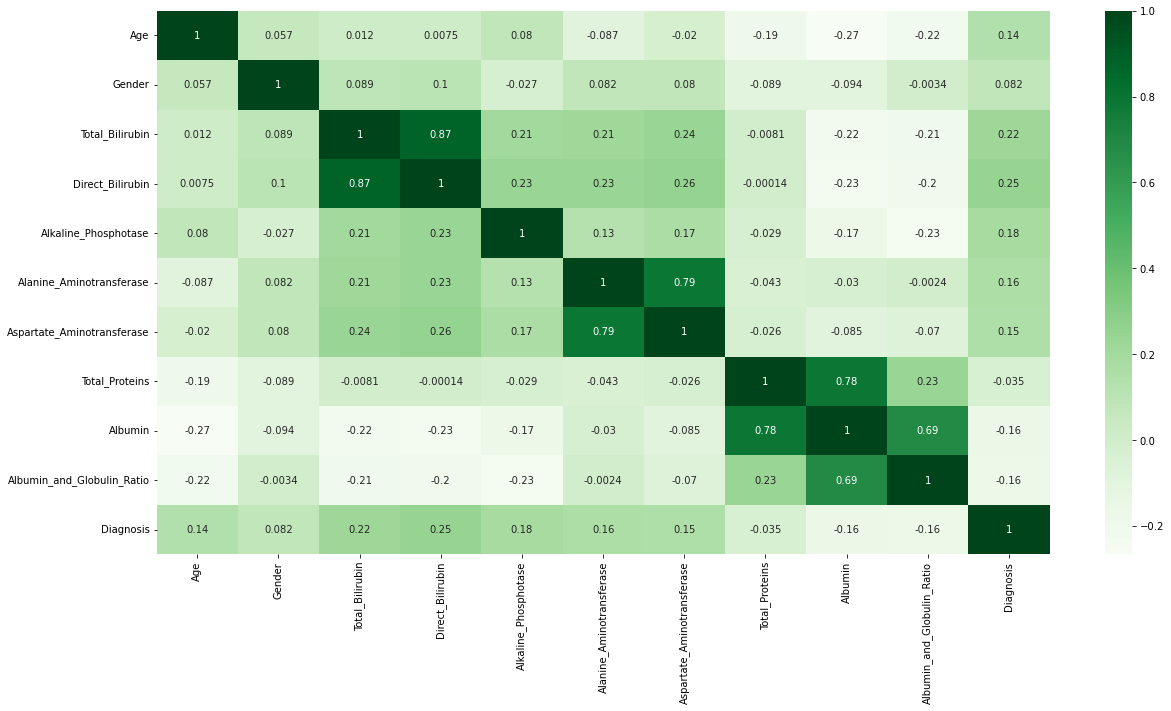 Age 1 0.057 0.012 0.0075 0.08 -0.087 -0.02 -0.19 -0.27 -0.22 0.14
Gender 0.057 1 0.089 0.1 -0.027 0.082 0.08 -0.089 -0.094 -0.0034 0.082
Total_Bilirubin 0.012 0.089 1 0.87 0.21 0.21 0.24 -0.0081 -0.22 -0.21 0.22
Direct_Bilirubin 0.0075 0.1 0.87 1 0.23 0.23 0.26 -0.00014 -0.23 -0.2 0.25
Alkaline_Phosphotase 0.08 -0.027 0.21 0.23 1 0.13 0.17 -0.029 -0.17 -0.23 0.18
Alanine_Aminotransferase -0.087 0.082 0.21 0.23 0.13 1 0.79 -0.043 -0.03 -0.0024 0.16
Aspartate_Aminotransferase -0.02 0.08 0.24 0.26 0.17 0.79 1 -0.026 -0.085 -0.07 0.15
Total_Proteins -0.19 -0.089 -0.0081 -0.00014 -0.029 -0.043 -0.026 1 0.78 0.23 -0.035
Albumin -0.27 -0.094 -0.22 -0.23 -0.17 -0.03 -0.085 0.78 1 0.69 -0.16
Albumin_and_Globulin_Ratio -0.22 -0.0034 -0.21 -0.2 -0.23 -0.0024 -0.07 0.23 0.69 1 -0.16
Diagnosis 0.14 0.082 0.22 0.25 0.18 0.16 0.15 -0.035 -0.16 -0.16 1
Age
Gender
Total_Bilirubin
Direct_Bilirubin
Alkaline_Phosphotase
Alanine_Aminotransferase
Aspartate_Aminotransferase
Total_Proteins
Albumin
Albumin_and_Globulin_Ratio
Diagnosis
1.0
0.8
0.6
0.4
0.2
0.0
−0.2